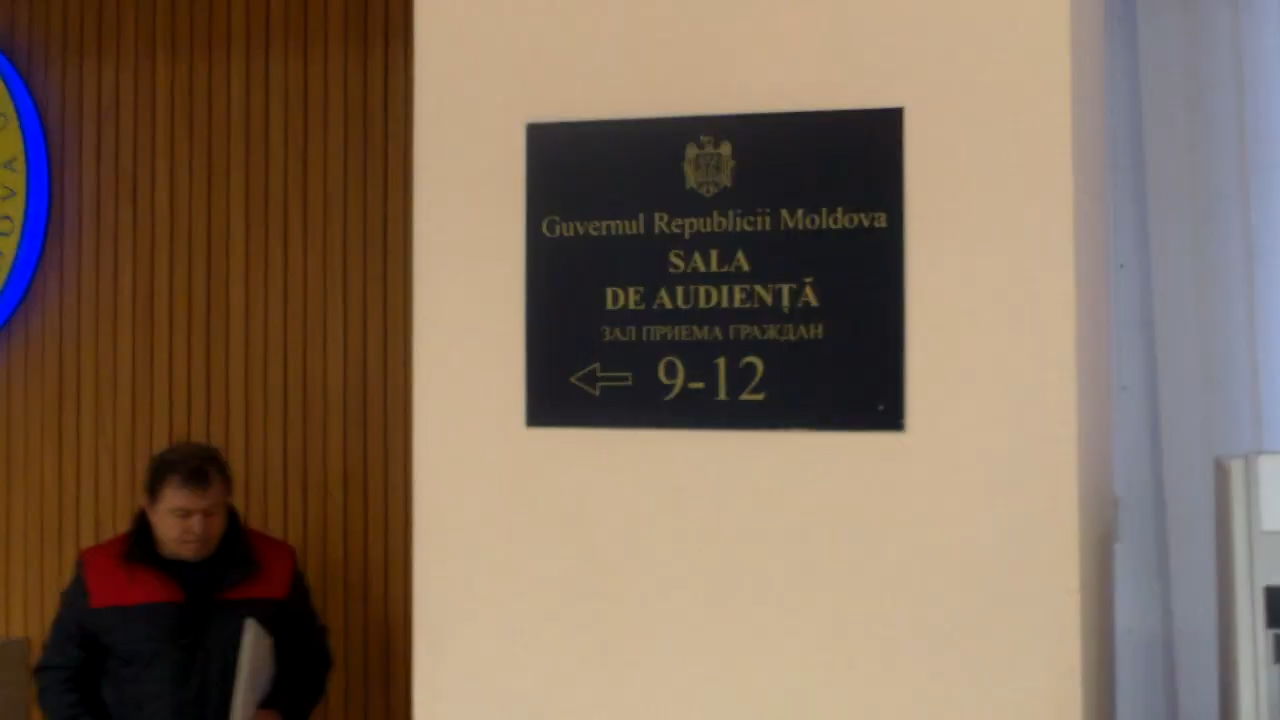 Guvernul Republicii Moldova
SALA
DE AUDIENȚĂ
ЗАЛ ПРИЕМА ГРАЖДАН
9-12